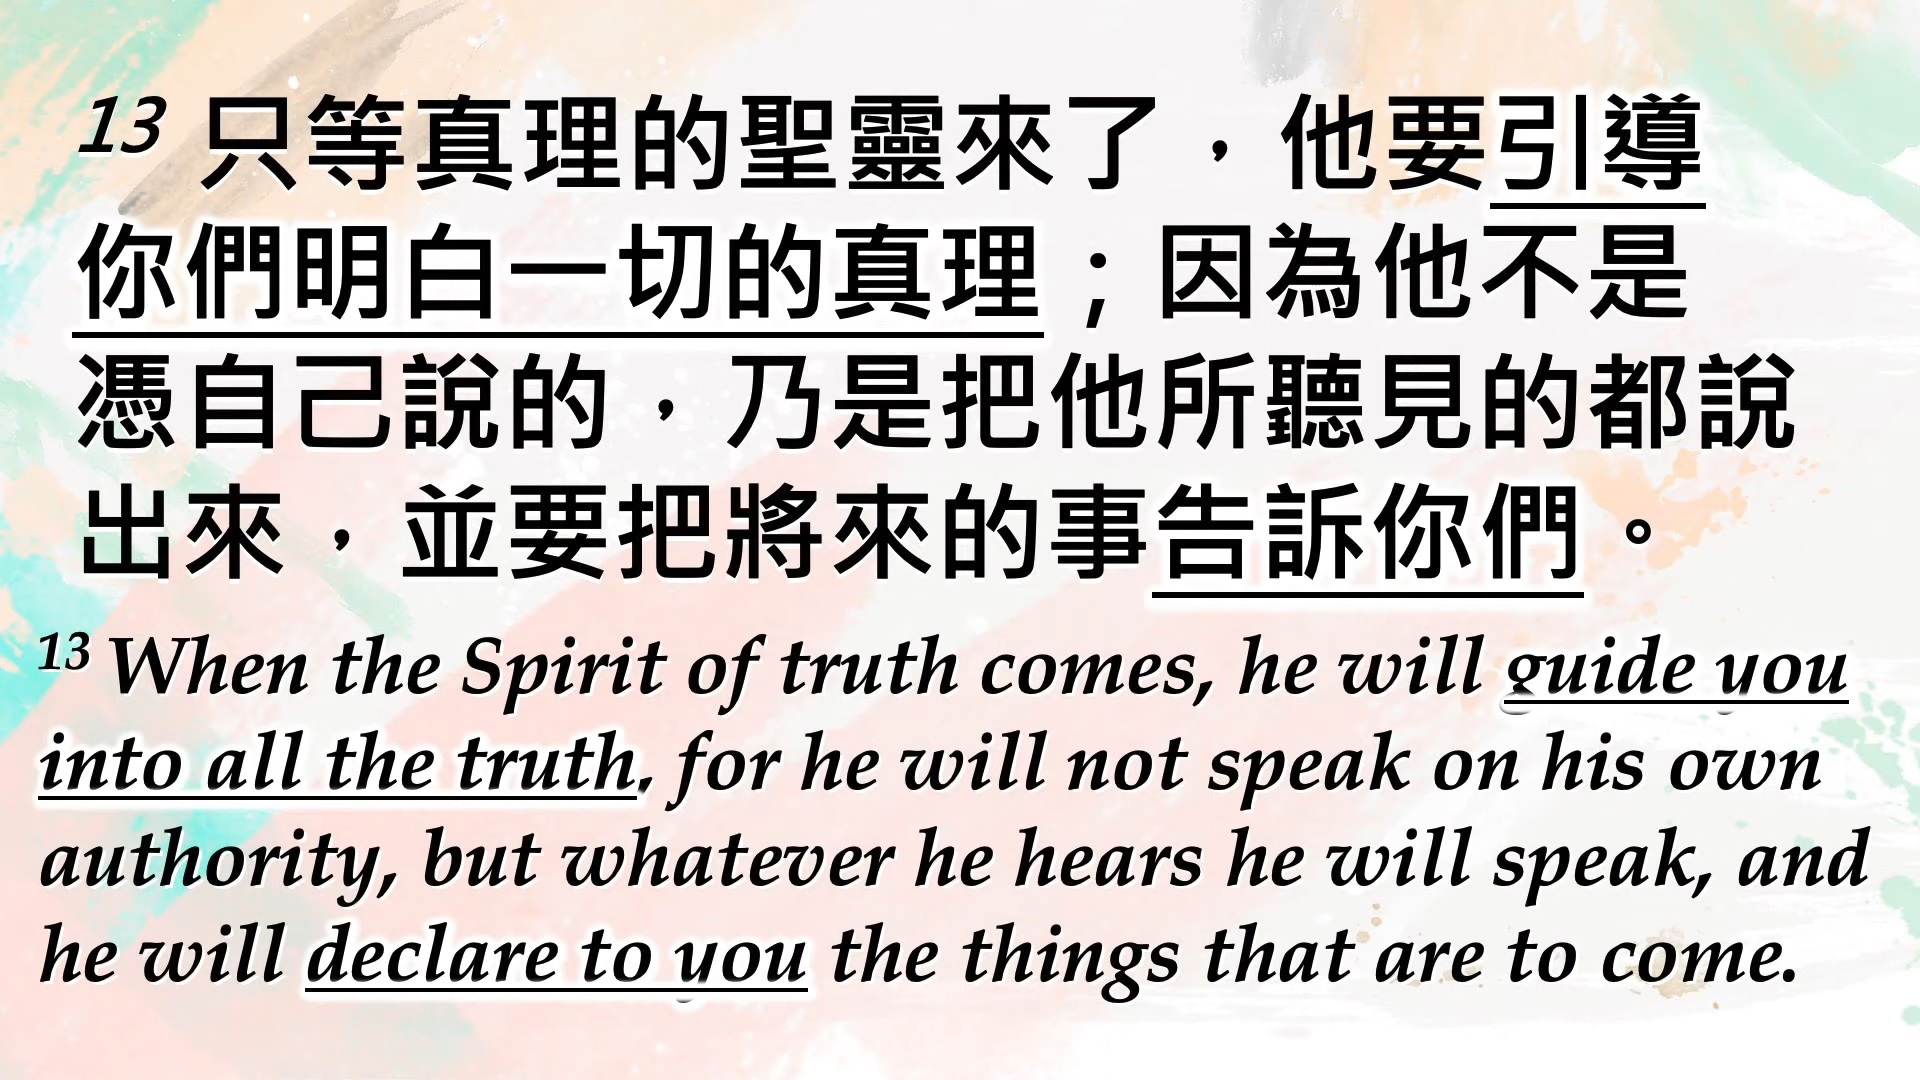 13 只等真理的聖靈來了，他要引導
你們明白一切的真理；因為他不是
憑自己說的，乃是把他所聽見的都說
出來，並要把將來的事告訴你們。
13 When the Spirit of truth comes, he will guide you
into all the truth, for he will not speak on his own
authority, but whatever he hears he will speak, and
he will declare to you the things that are to come.